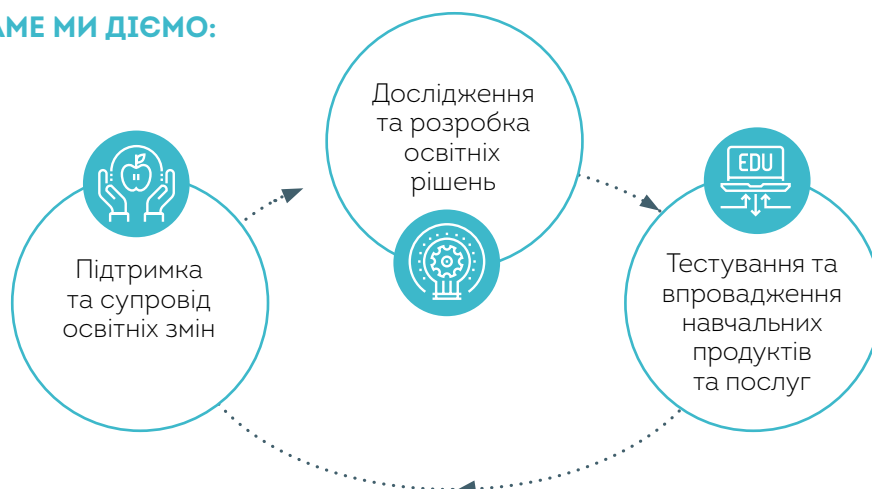 АМЕ МИ ДІЄМО:
Дослідження
та розробка
освітніх
рішень
EDU
Підтримка
та супровід
освітніх змін
Тестування та
впровадження
навчальних
продуктів
та послуг